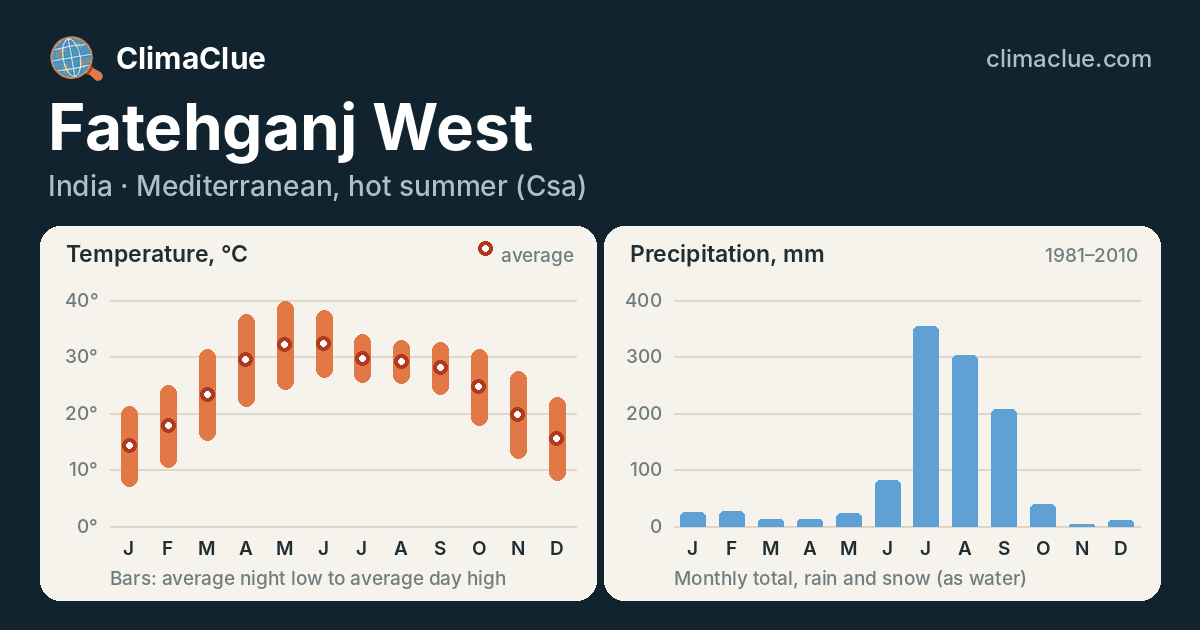 ClimaClue
climaclue.com
Fatehganj West
India · Mediterranean, hot summer (Csa)
Temperature, °C
average
40°
30°
20°
10°
0°
J F M A M J J A S O N D
Bars: average night low to average day high
Precipitation, mm
1981–2010
400
300
200
100
0
J F M A M J J A S O N D
Monthly total, rain and snow (as water)